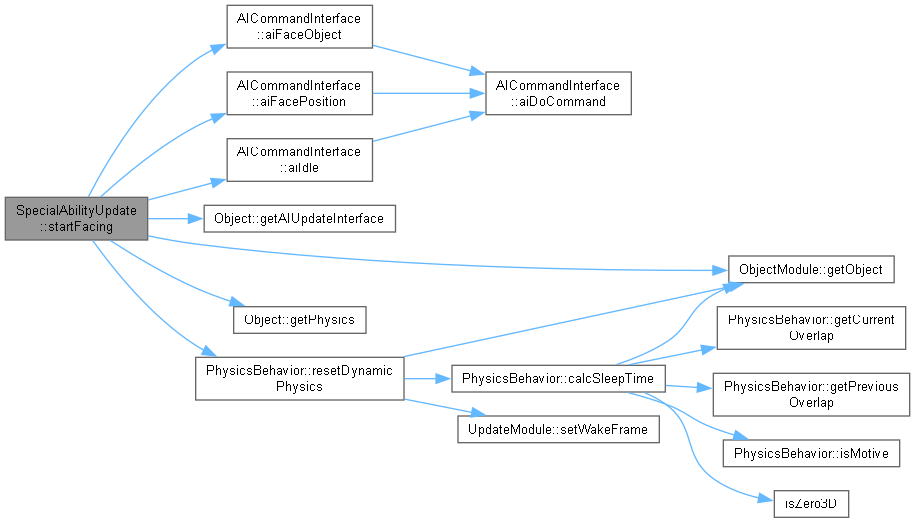 AICommandInterface
::aiFaceObject
AICommandInterface
::aiFacePosition
AICommandInterface
::aiDoCommand
AICommandInterface
::aiIdle
SpecialAbilityUpdate
::startFacing
Object::getAIUpdateInterface
ObjectModule::getObject
Object::getPhysics
PhysicsBehavior::getCurrent
Overlap
PhysicsBehavior::resetDynamic
Physics
PhysicsBehavior::calcSleepTime
PhysicsBehavior::getPrevious
Overlap
UpdateModule::setWakeFrame
PhysicsBehavior::isMotive
isZero3D